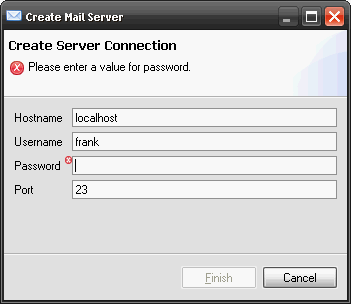 Create Mail Server
Create Server Connection
Please enter a value for password.
Hostname localhost
Username frank
Password
Port 23
Finish Cancel